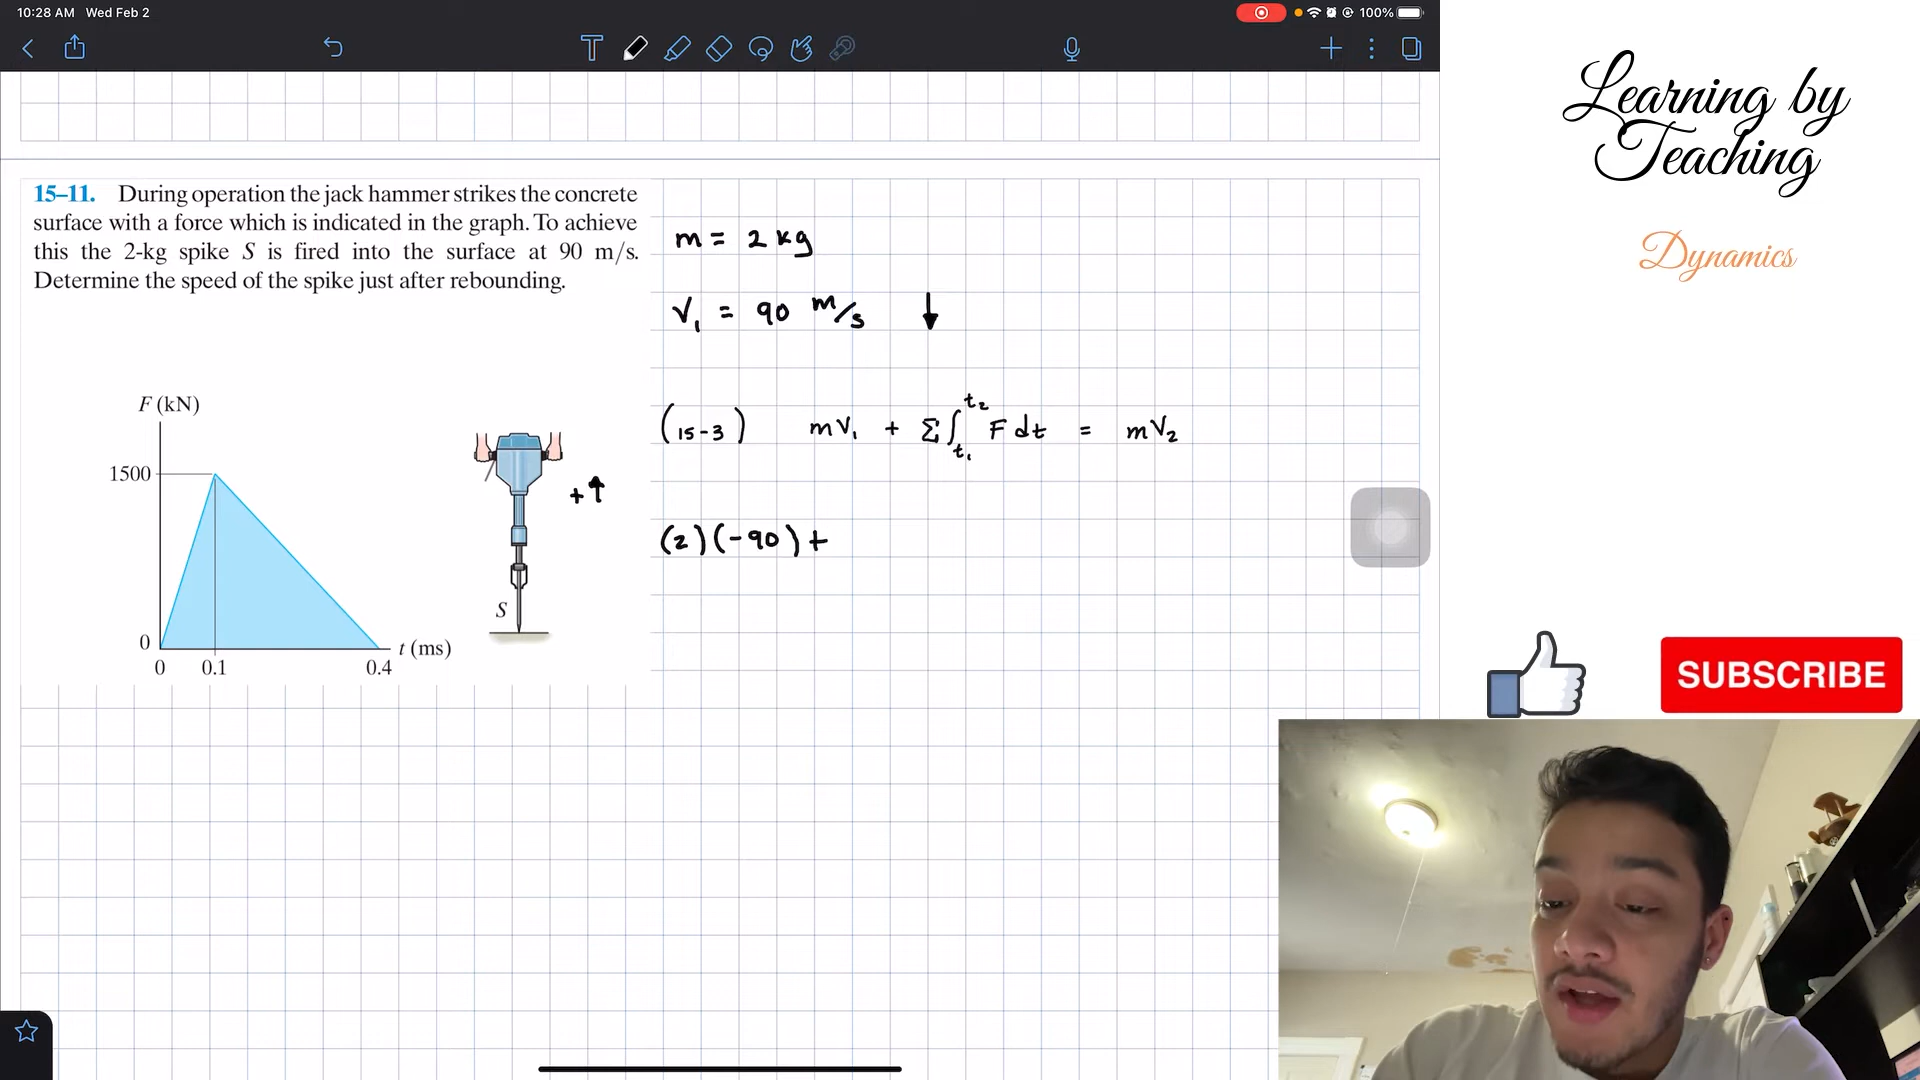 10:28 AM Wed Feb 2
100%
Learning by
Teaching
Dynamics
15–11. During operation the jack hammer strikes the concrete
surface with a force which is indicated in the graph. To achieve
this the 2-kg spike S is fired into the surface at 90 m/s.
Determine the speed of the spike just after rebounding.
m = 2 kg
V₁ = 90 m/s ↓
(15-3) mV₁ + Σ∫ₜ₁ᵗ² F dt = mV₂
(2)(-90) +
F (kN)
1500
0
0 0.1 0.4
t (ms)
S
+↑
SUBSCRIBE